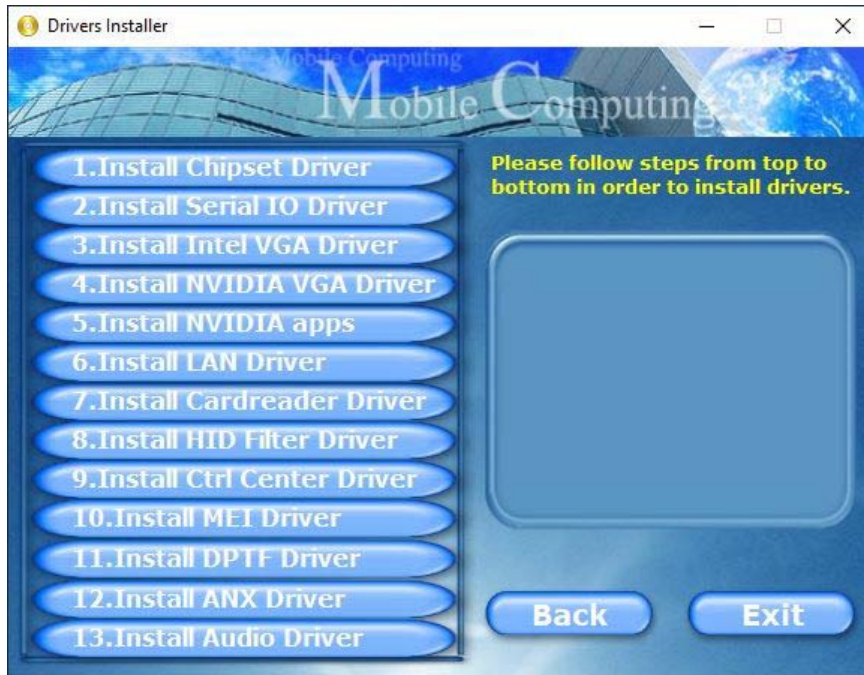 Drivers Installer
Mobile Computing
Mobile Computing
1.Install Chipset Driver
2.Install Serial IO Driver
3.Install Intel VGA Driver
4.Install NVIDIA VGA Driver
5.Install NVIDIA apps
6.Install LAN Driver
7.Install Cardreader Driver
8.Install HID Filter Driver
9.Install Ctrl Center Driver
10.Install MEI Driver
11.Install DPTF Driver
12.Install ANX Driver
13.Install Audio Driver
Please follow steps from top to
bottom in order to install drivers.
Back
Exit